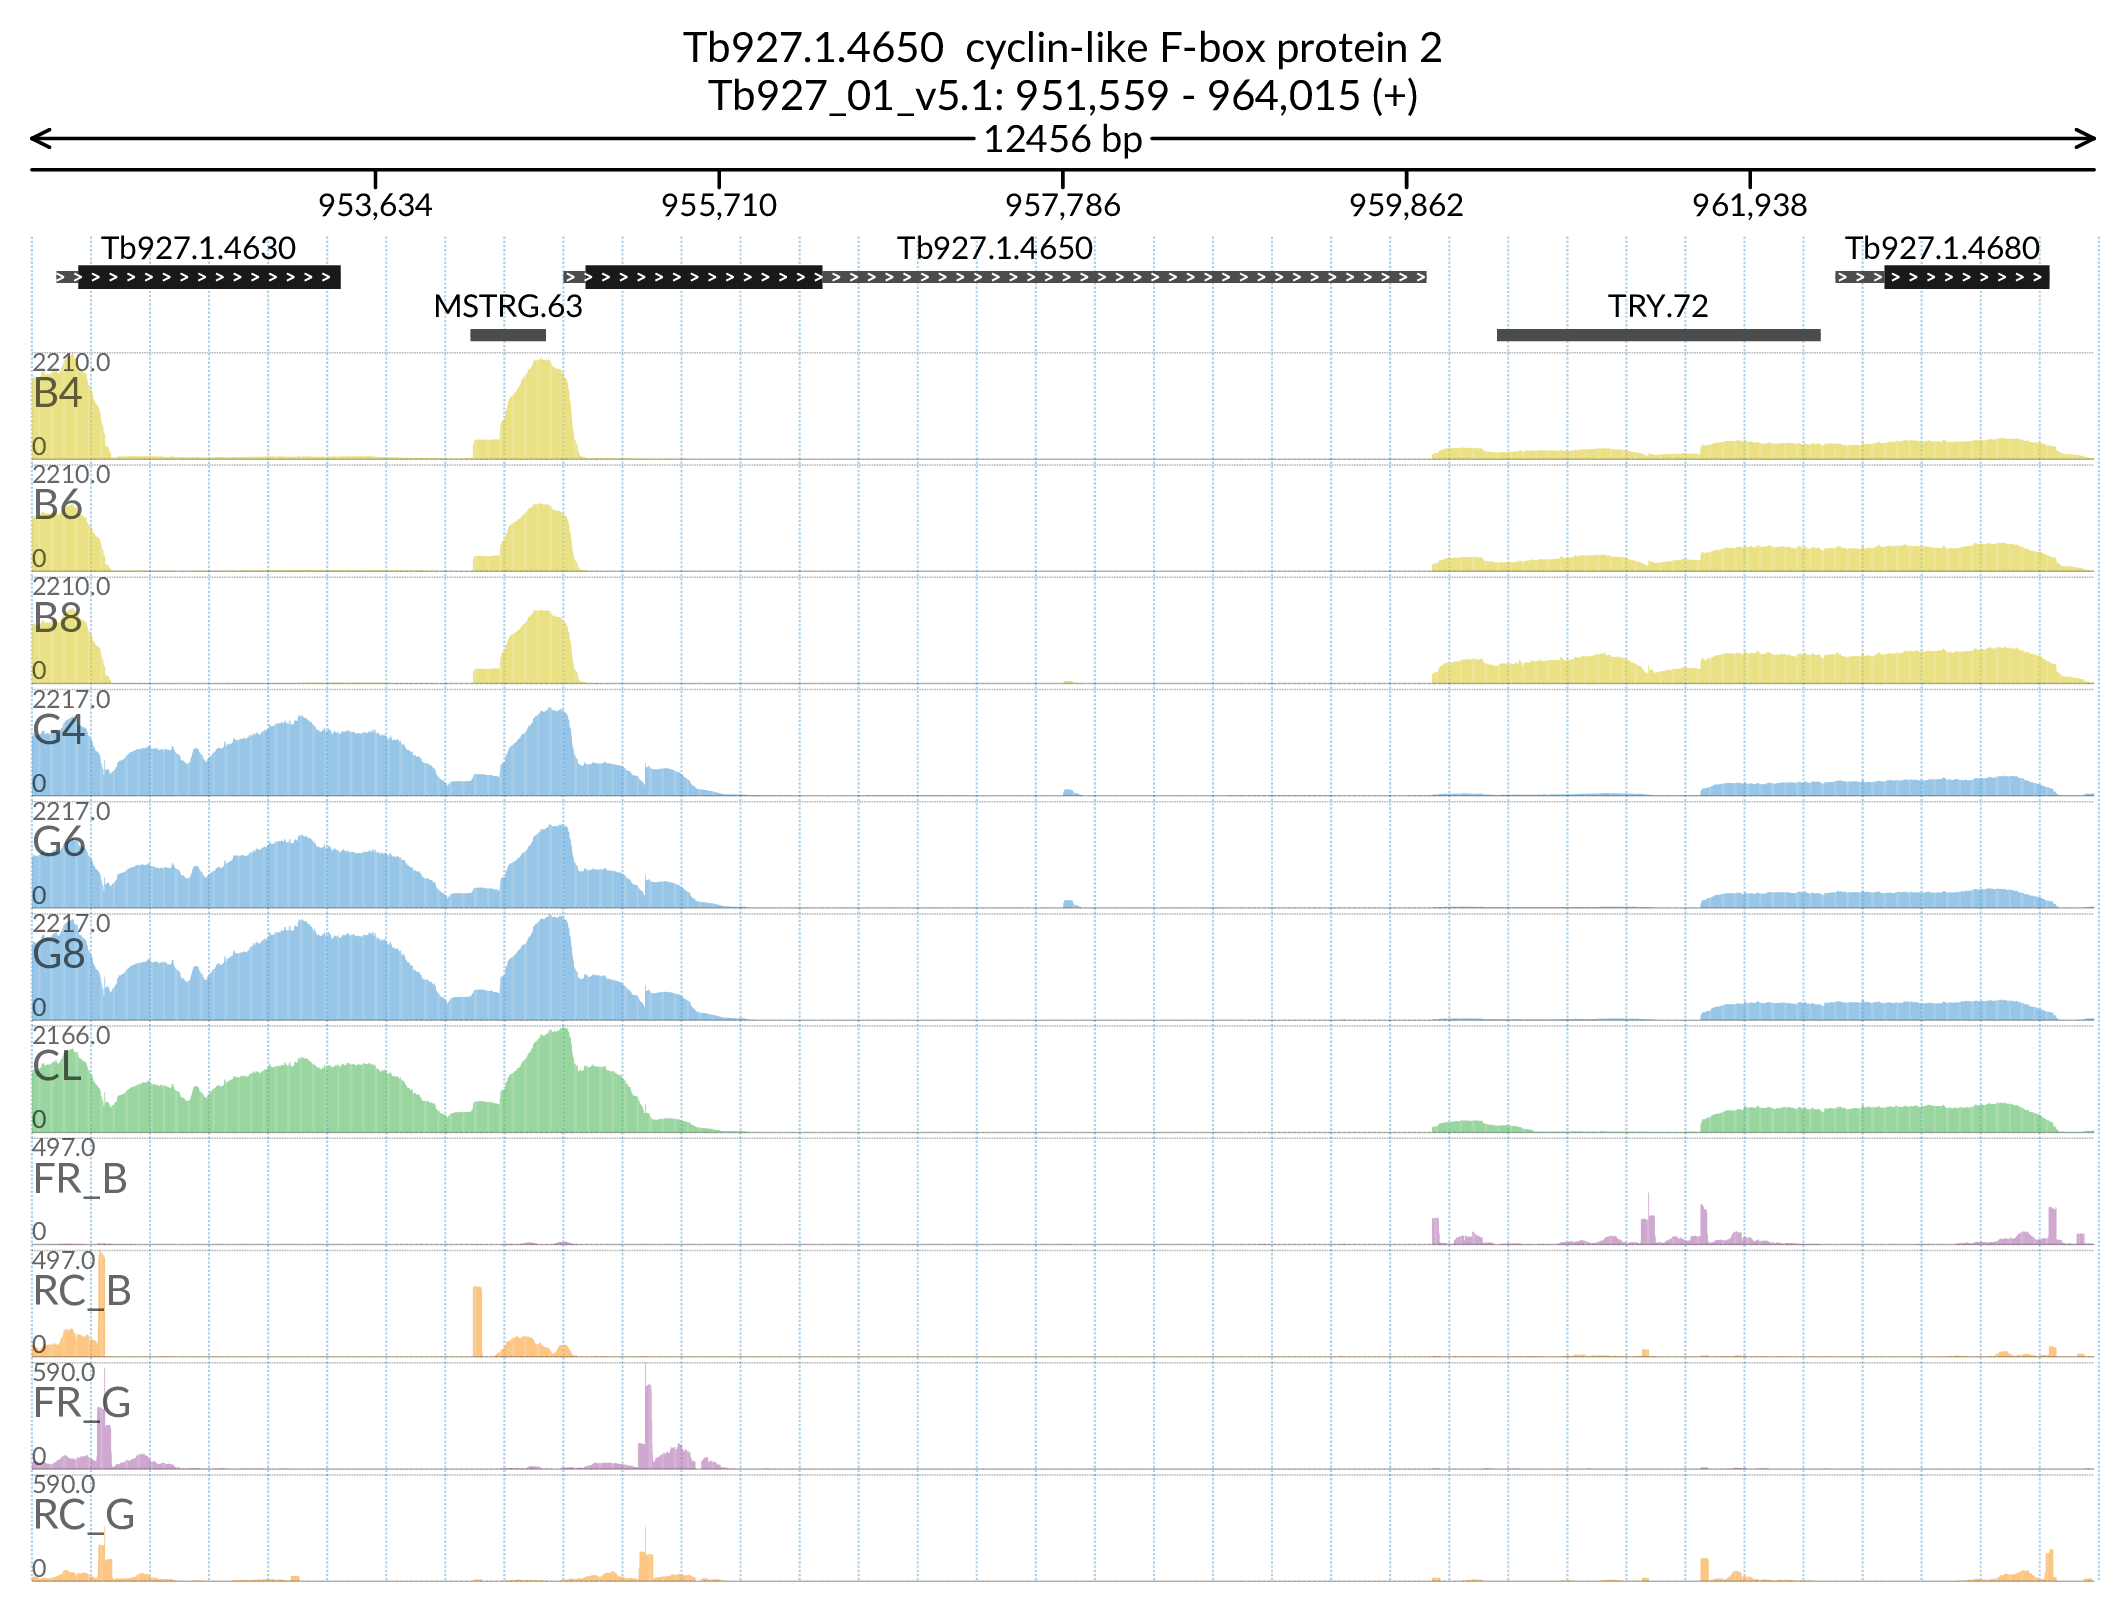 Tb927.1.4650  cyclin-like F-box protein 2
Tb927_01_v5.1: 951,559 - 964,015 (+)
12456 bp
953,634 955,710 957,786 959,862 961,938
Tb927.1.4630 Tb927.1.4650 Tb927.1.4680
MSTRG.63 TRY.72
2210.0
B4
0
2210.0
B6
0
2210.0
B8
0
2217.0
G4
0
2217.0
G6
0
2217.0
G8
0
2166.0
CL
0
497.0
FR_B
0
497.0
RC_B
0
590.0
FR_G
0
590.0
RC_G
0